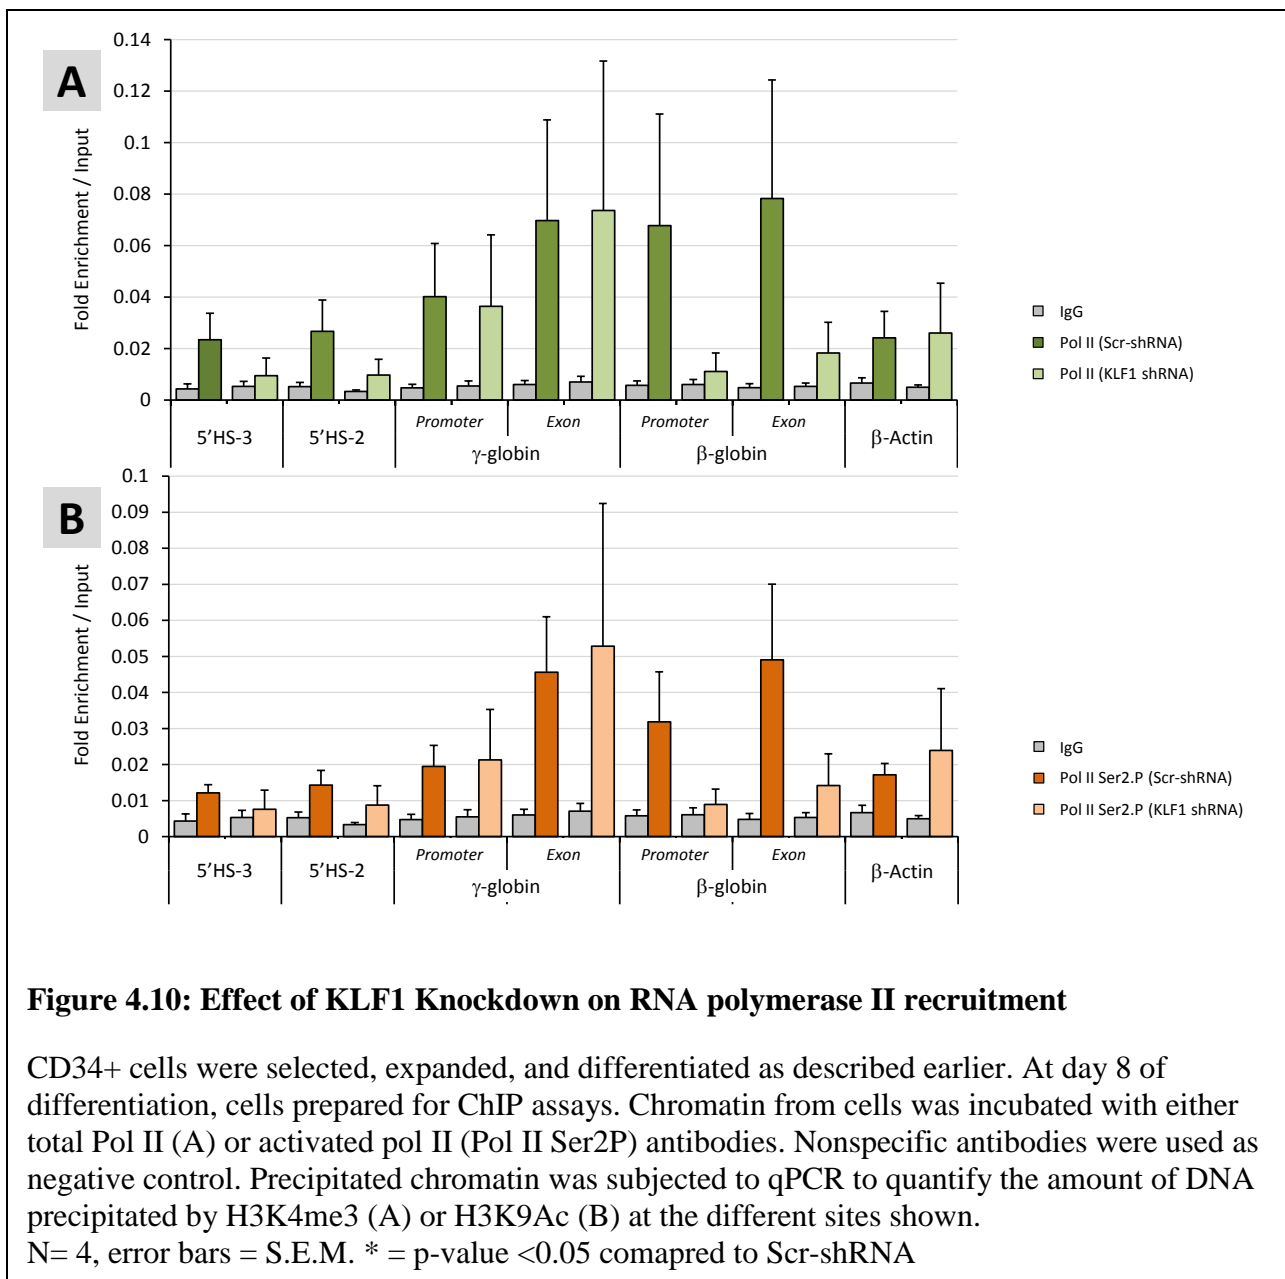 A
Fold Enrichment / Input
0.14
0.12
0.1
0.08
0.06
0.04
0.02
0
IgG
Pol II (Scr-shRNA)
Pol II (KLF1 shRNA)
Promoter Exon Promoter Exon
5'HS-3 5'HS-2 γ-globin β-globin β-Actin
B
Fold Enrichment / Input
0.1
0.09
0.08
0.07
0.06
0.05
0.04
0.03
0.02
0.01
0
IgG
Pol II Ser2.P (Scr-shRNA)
Pol II Ser2.P (KLF1 shRNA)
Promoter Exon Promoter Exon
5'HS-3 5'HS-2 γ-globin β-globin β-Actin
Figure 4.10: Effect of KLF1 Knockdown on RNA polymerase II recruitment
CD34+ cells were selected, expanded, and differentiated as described earlier. At day 8 of
differentiation, cells prepared for ChIP assays. Chromatin from cells was incubated with either
total Pol II (A) or activated pol II (Pol II Ser2P) antibodies. Nonspecific antibodies were used as
negative control. Precipitated chromatin was subjected to qPCR to quantify the amount of DNA
precipitated by H3K4me3 (A) or H3K9Ac (B) at the different sites shown.
N= 4, error bars = S.E.M. * = p-value <0.05 comapred to Scr-shRNA